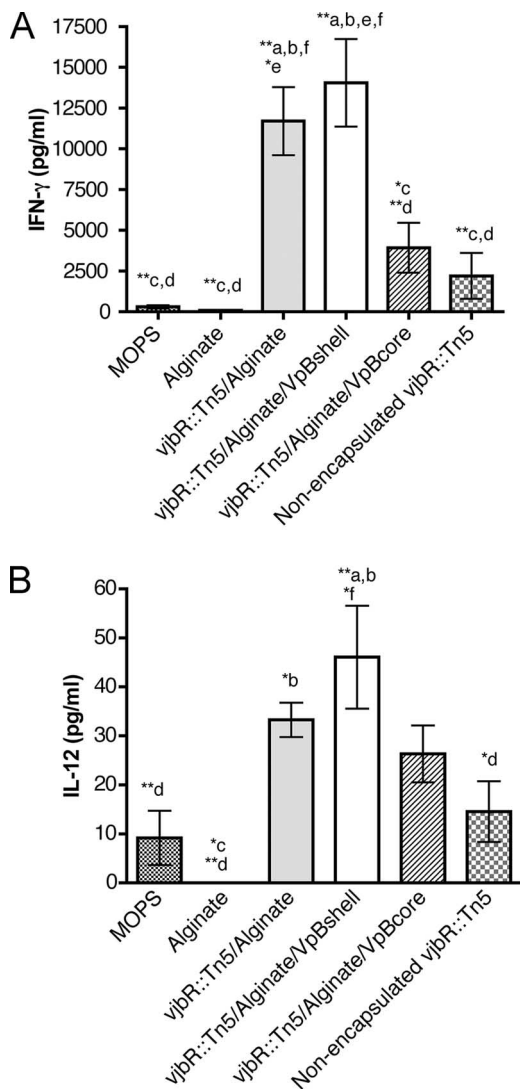 A
IFN-γ (pg/ml)
17500
15000
12500
10000
7500
5000
2500
0
**c,d
**c,d
**a,b,f
*e
**a,b,e,f
*c
**d
**c,d
MOPS
Alginate
vjbR::Tn5/Alginate
vjbR::Tn5/Alginate/VpBshell
vjbR::Tn5/Alginate/VpBcore
Non-encapsulated vjbR::Tn5
B
IL-12 (pg/ml)
60
50
40
30
20
10
0
**d
*c
**d
*b
**a,b
*f
*d
MOPS
Alginate
vjbR::Tn5/Alginate
vjbR::Tn5/Alginate/VpBshell
vjbR::Tn5/Alginate/VpBcore
Non-encapsulated vjbR::Tn5